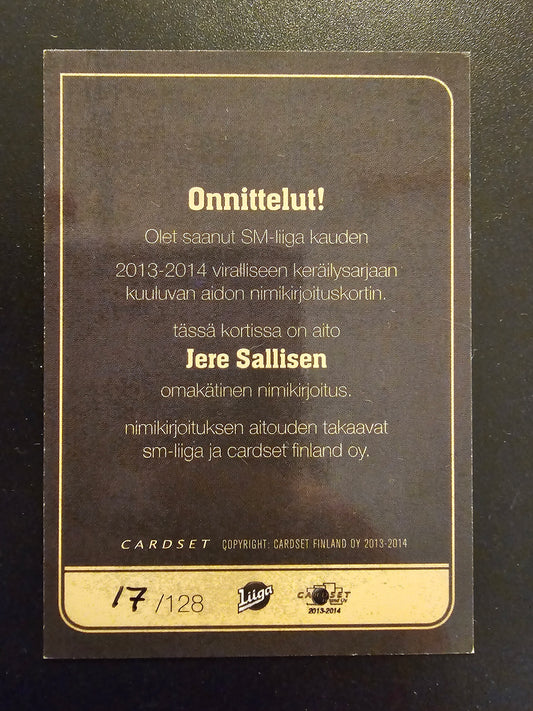 Onnittelut!
Olet saanut SM-liiga kauden
2013-2014 viralliseen keräilysarjaan
kuuluvan aidon nimikirjoituskortin.
tässä kortissa on aito
Jere Sallisen
omakätinen nimikirjoitus.
nimikirjoituksen aitouden takaavat
sm-liiga ja cardset finland oy.
CARDSET COPYRIGHT: CARDSET FINLAND OY 2013-2014
17 /128 Liiga CARDSET
2013-2014